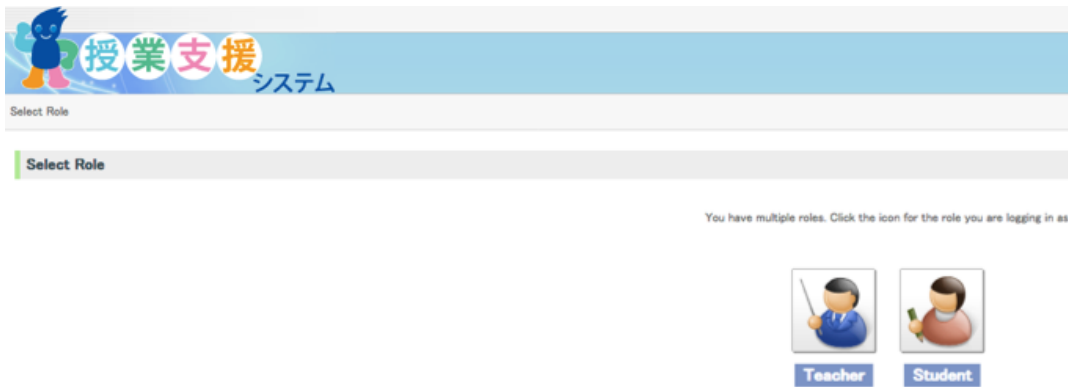 授業支援
システム
Select Role
Select Role
You have multiple roles. Click the icon for the role you are logging in as
Teacher Student